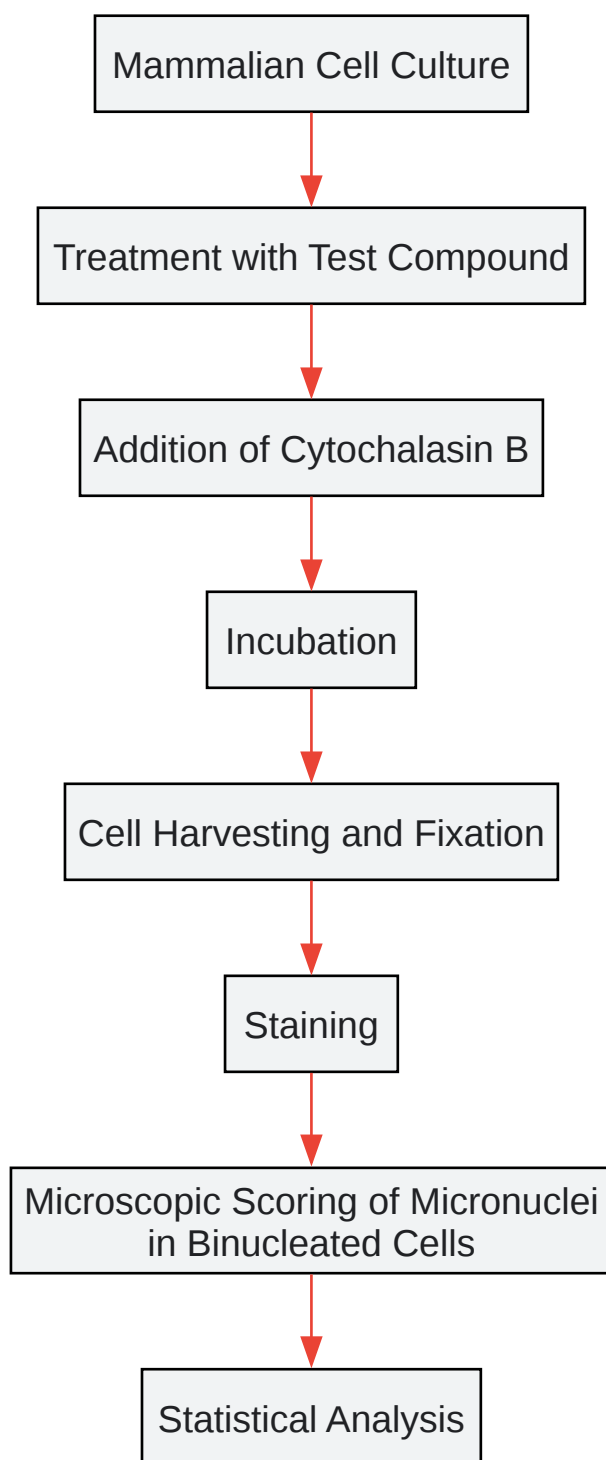 Mammalian Cell Culture
Treatment with Test Compound
Addition of Cytochalasin B
Incubation
Cell Harvesting and Fixation
Staining
Microscopic Scoring of Micronuclei
in Binucleated Cells
Statistical Analysis